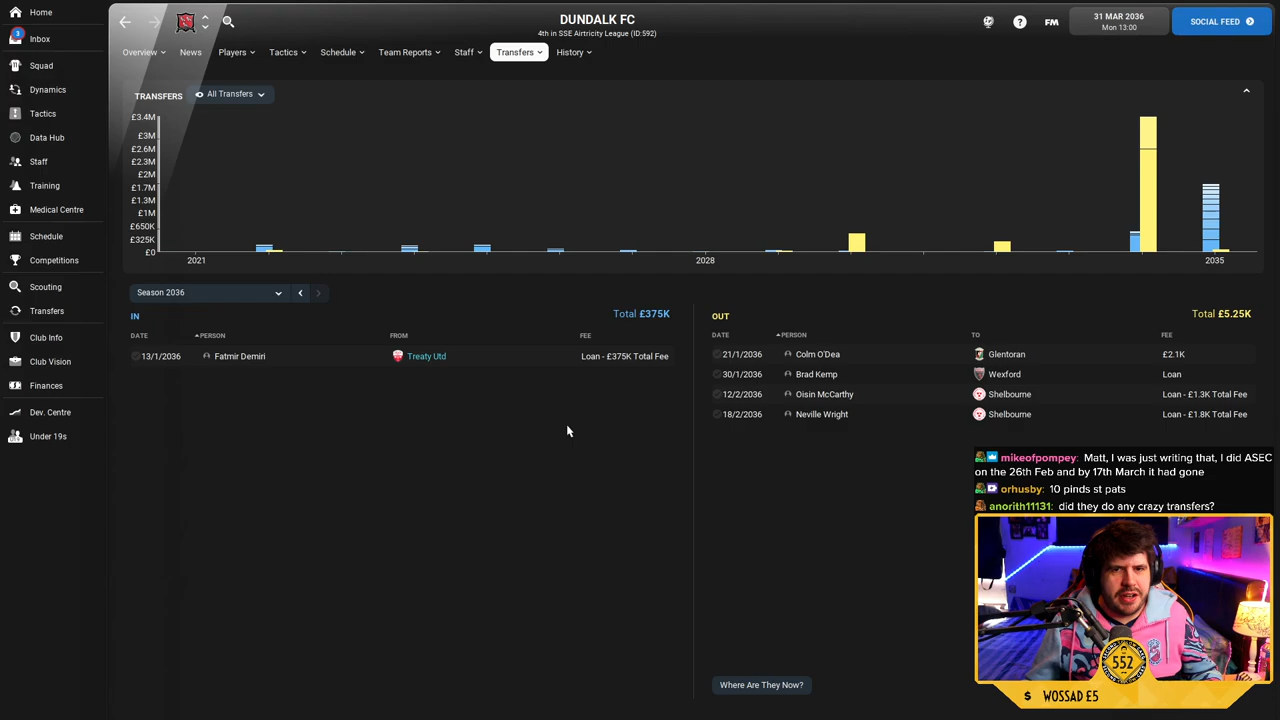 Home
3
Inbox
Squad
Dynamics
Tactics
Data Hub
Staff
Training
Medical Centre
Schedule
Competitions
Scouting
Transfers
Club Info
Club Vision
Finances
Dev. Centre
Under 19s
DUNDALK FC
4th in SSE Airtricity League (ID:592)
?
FM
31 MAR 2036
Mon 13:00
SOCIAL FEED
Overview
News
Players
Tactics
Schedule
Team Reports
Staff
Transfers
History
TRANSFERS
All Transfers
£3.4M
£3M
£2.6M
£2.3M
£2M
£1.7M
£1.3M
£1M
£650K
£325K
£0
2021
2028
2035
Season 2036
IN
Total £375K
DATE PERSON FROM FEE
13/1/2036 Fatmir Demiri Treaty Utd Loan - £375K Total Fee
OUT
Total £5.25K
DATE PERSON TO FEE
21/1/2036 Colm O'Dea Glentoran £2.1K
30/1/2036 Brad Kemp Wexford Loan
12/2/2036 Oisin McCarthy Shelbourne Loan - £1.3K Total Fee
18/2/2036 Neville Wright Shelbourne Loan - £1.8K Total Fee
Where Are They Now?
mikeofpompey: Matt, I was just writing that, I did ASEC
on the 26th Feb and by 17th March it had gone
orhusby: 10 pinds st pats
anorith11131: did they do any crazy transfers?
552
$ WOSSAD £5